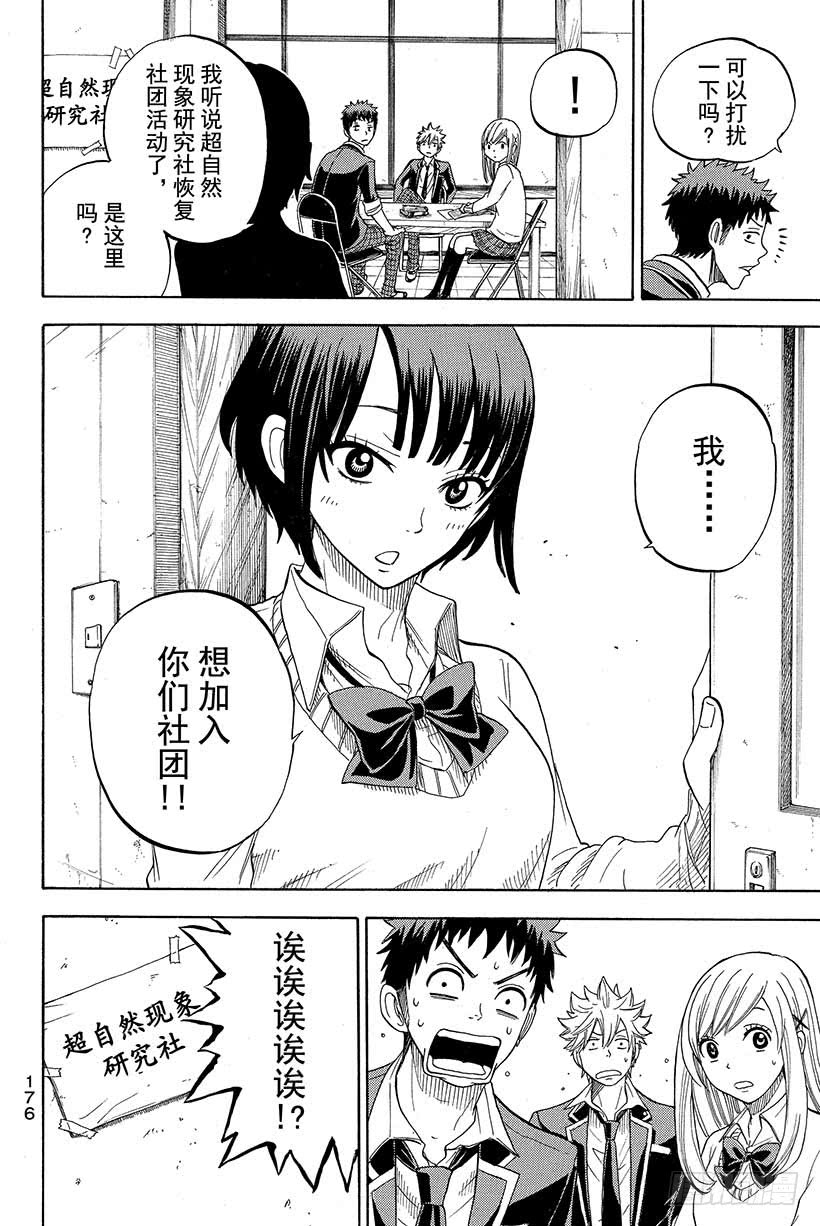 可以打扰
一下吗?
!
我听说超自然
现象研究社恢复
社团活动了,
是这里
吗?
超自然现
研究社
我……
想加入
你们社团!!
诶诶诶诶诶!?
超自然现象
研究社
176